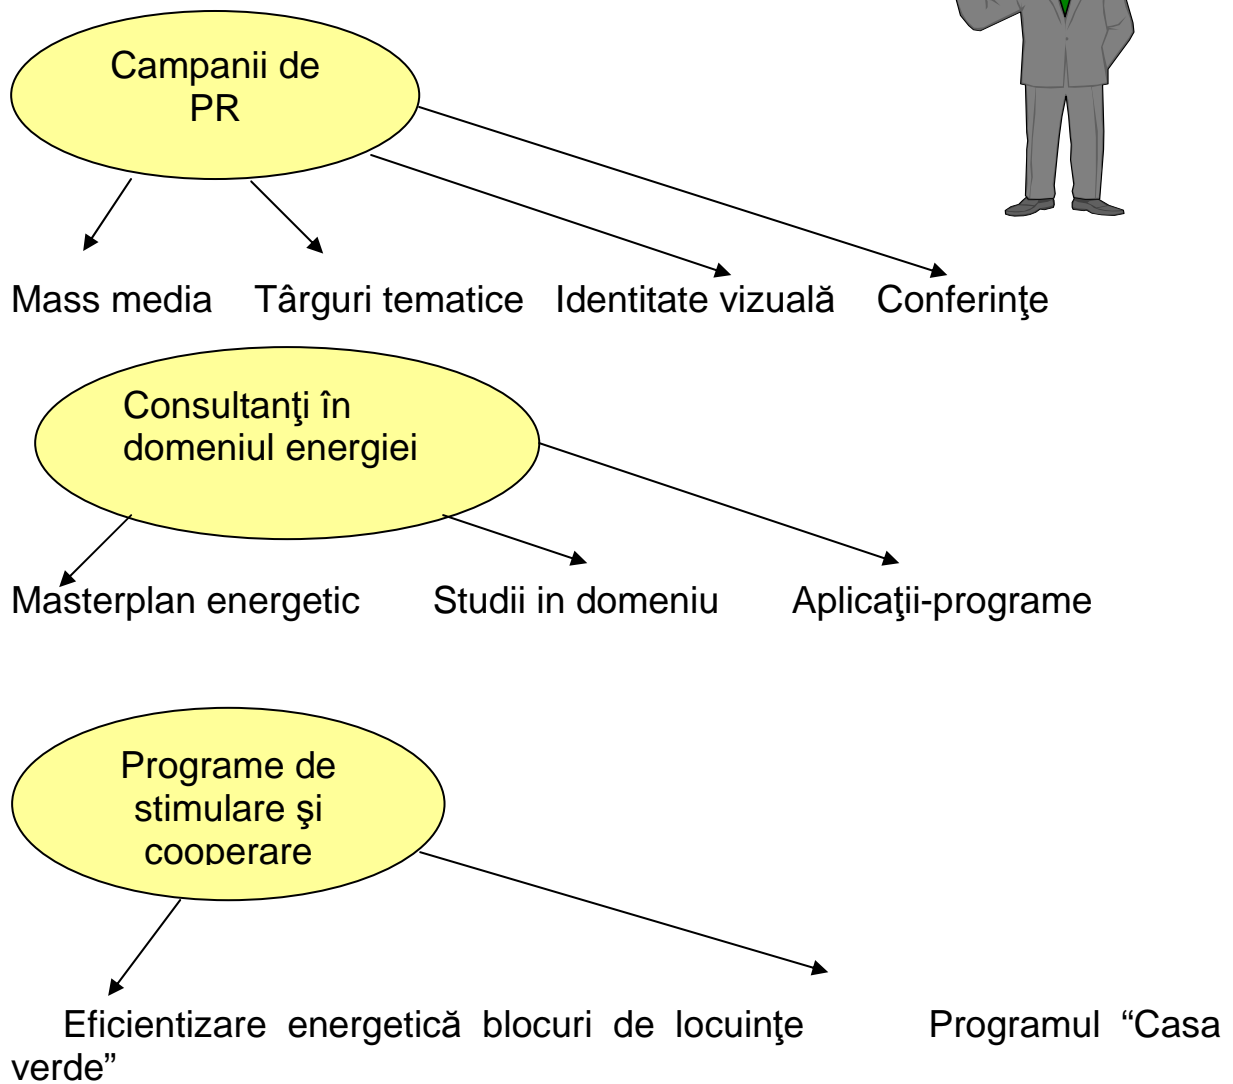 Campanii de
PR
Mass media Târguri tematice Identitate vizuală Conferinţe
Consultanţi în
domeniul energiei
Masterplan energetic Studii in domeniu Aplicaţii-programe
Programe de
stimulare şi
cooperare
Eficientizare energetică blocuri de locuinţe Programul “Casa
verde”